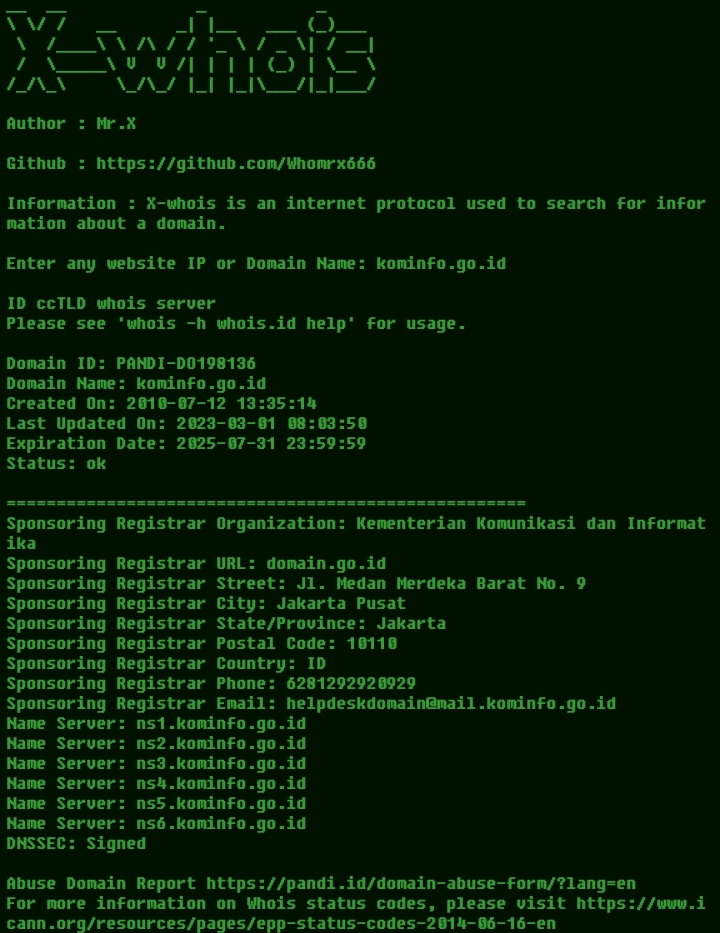 X-whois
Author : Mr.X
Github : https://github.com/Whomrx666
Information : X-whois is an internet protocol used to search for infor
mation about a domain.
Enter any website IP or Domain Name: kominfo.go.id
ID ccTLD whois server
Please see 'whois -h whois.id help' for usage.
Domain ID: PANDI-DO198136
Domain Name: kominfo.go.id
Created On: 2010-07-12 13:35:14
Last Updated On: 2023-03-01 08:03:50
Expiration Date: 2025-07-31 23:59:59
Status: ok
====================================================
Sponsoring Registrar Organization: Kementerian Komunikasi dan Informat
ika
Sponsoring Registrar URL: domain.go.id
Sponsoring Registrar Street: Jl. Medan Merdeka Barat No. 9
Sponsoring Registrar City: Jakarta Pusat
Sponsoring Registrar State/Province: Jakarta
Sponsoring Registrar Postal Code: 10110
Sponsoring Registrar Country: ID
Sponsoring Registrar Phone: 6281292920929
Sponsoring Registrar Email: helpdeskdomain@mail.kominfo.go.id
Name Server: ns1.kominfo.go.id
Name Server: ns2.kominfo.go.id
Name Server: ns3.kominfo.go.id
Name Server: ns4.kominfo.go.id
Name Server: ns5.kominfo.go.id
Name Server: ns6.kominfo.go.id
DNSSEC: Signed
Abuse Domain Report https://pandi.id/domain-abuse-form/?lang=en
For more information on Whois status codes, please visit https://www.i
cann.org/resources/pages/epp-status-codes-2014-06-16-en